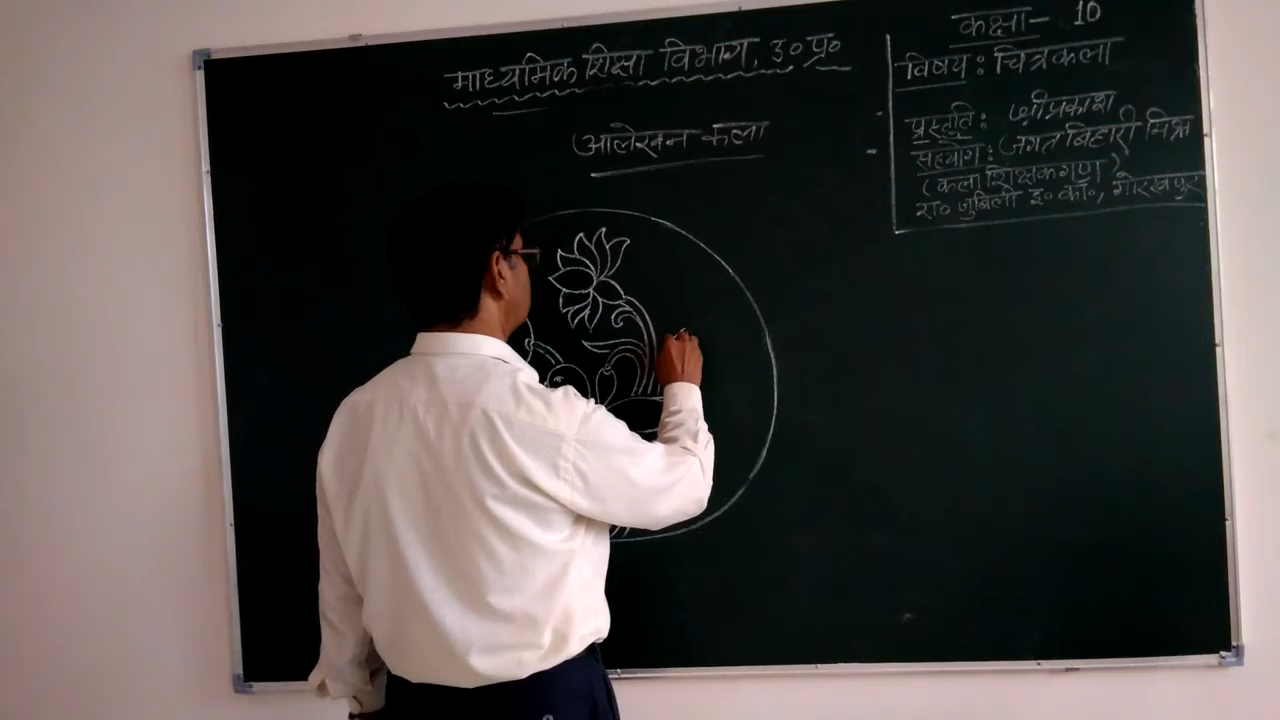 माध्यमिक शिक्षा विभाग, उ० प्र०
आलेखन कला
कक्षा- 10
विषय: चित्रकला
प्रस्तुति: श्रीप्रकाश
सहयोग: जगत बिहारी मिश्र
(कला शिक्षकगण)
रा० जुबिली इ० कॉ०, गोरखपुर